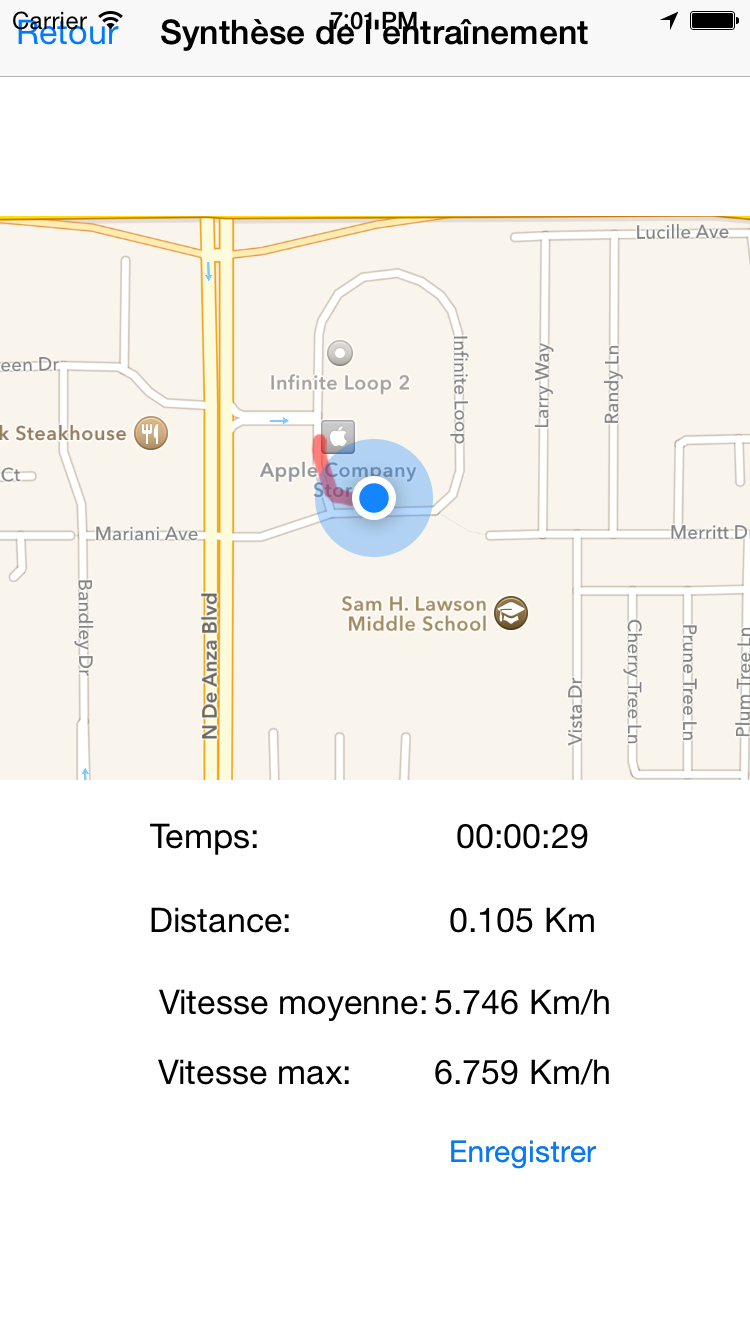 Carrier 7:01 PM
Retour Synthèse de l'entraînement
Lucille Ave
een Dr
Infinite Loop 2
Infinite Loop
Larry Way
Randy Ln
k Steakhouse
Ct
Apple Company
Store
Mariani Ave
Merritt D
Bandley Dr
N De Anza Blvd
Sam H. Lawson
Middle School
Vista Dr
Cherry Tree Ln
Prune Tree Ln
Plum Tree L
Temps: 00:00:29
Distance: 0.105 Km
Vitesse moyenne: 5.746 Km/h
Vitesse max: 6.759 Km/h
Enregistrer